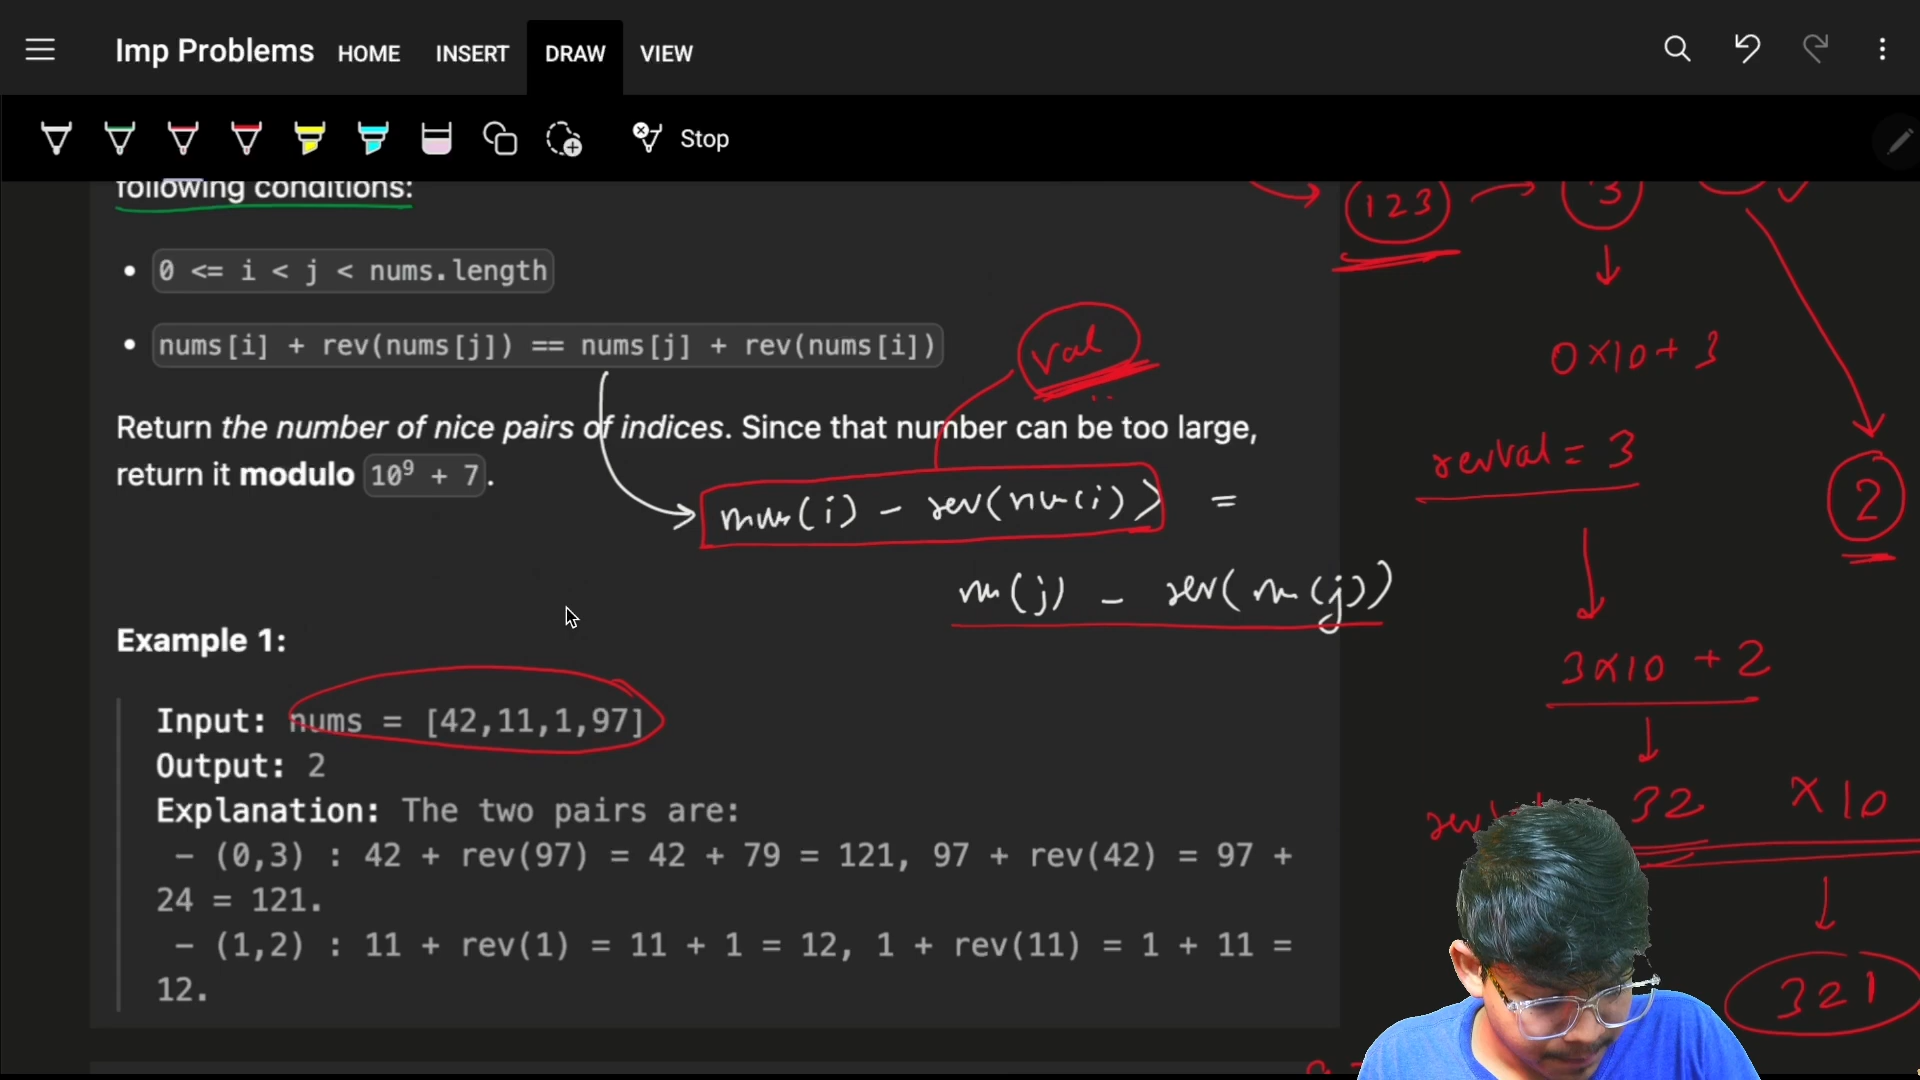 Imp Problems HOME INSERT DRAW VIEW
Stop
following conditions:
0 <= i < j < nums.length
nums[i] + rev(nums[j]) == nums[j] + rev(nums[i])
Return the number of nice pairs of indices. Since that number can be too large,
return it modulo 10⁹ + 7.
val
num(i) - rev(nu(i)) =
nu(j) - rev(nu(j))
Example 1:
Input: nums = [42,11,1,97]
Output: 2
Explanation: The two pairs are:
- (0,3) : 42 + rev(97) = 42 + 79 = 121, 97 + rev(42) = 97 +
24 = 121.
- (1,2) : 11 + rev(1) = 11 + 1 = 12, 1 + rev(11) = 1 + 11 =
12.
123
3
0 × 10 + 3
revVal = 3
2
3 × 10 + 2
32 × 10
321